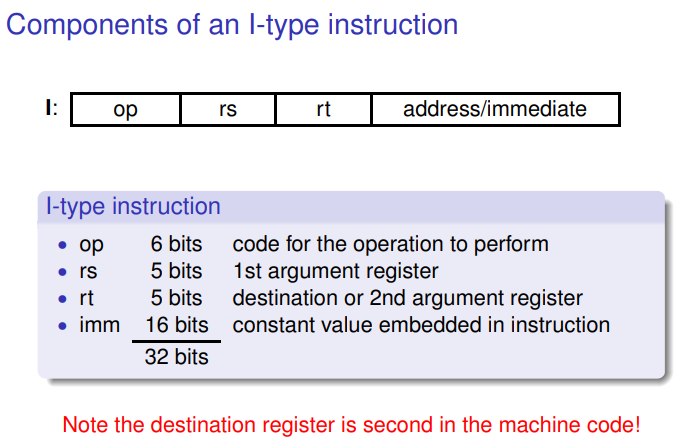 Components of an I-type instruction
I: op rs rt address/immediate
I-type instruction
• op 6 bits code for the operation to perform
• rs 5 bits 1st argument register
• rt 5 bits destination or 2nd argument register
• imm 16 bits constant value embedded in instruction
32 bits
Note the destination register is second in the machine code!